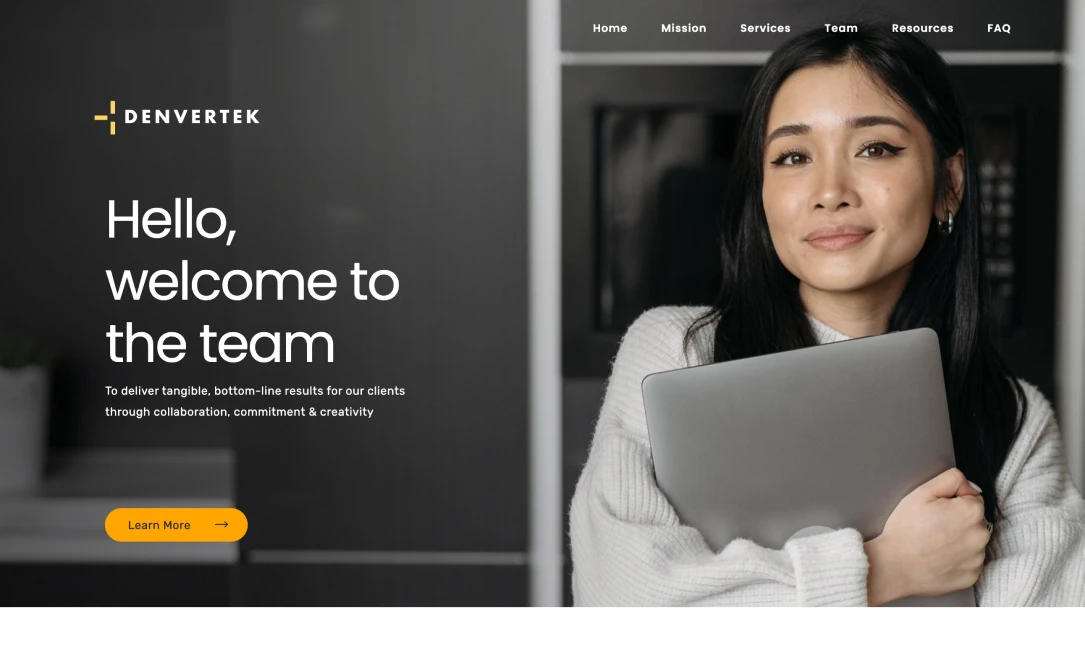 Home Mission Services Team Resources FAQ
DENVERTEK
Hello,
welcome to
the team
To deliver tangible, bottom-line results for our clients
through collaboration, commitment & creativity
Learn More →